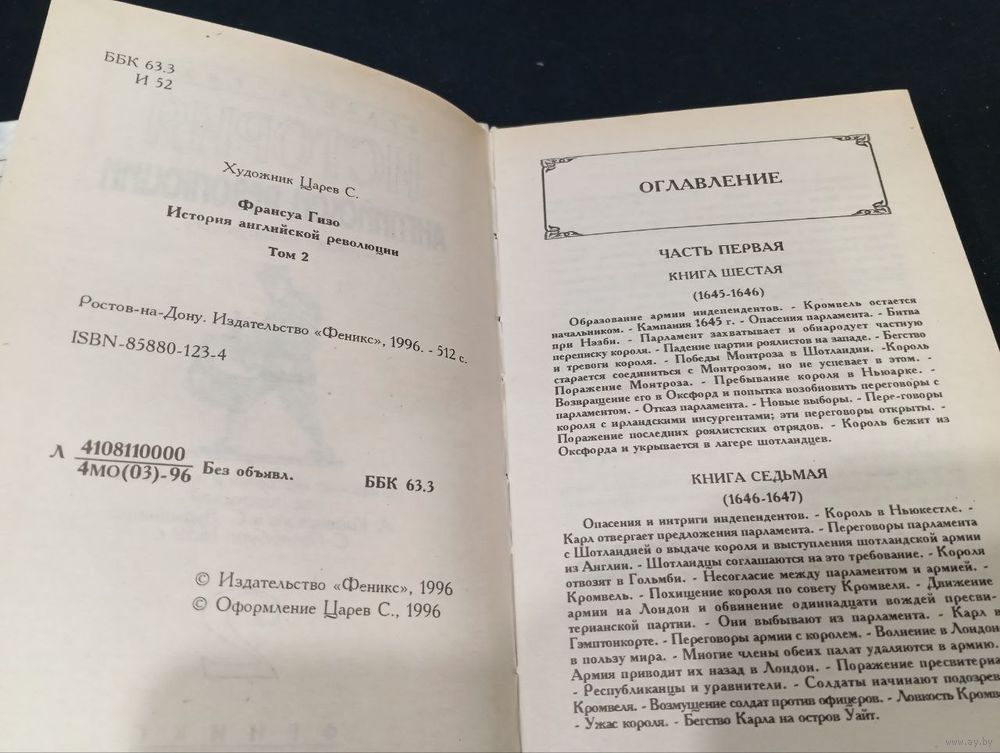 ББК 63.3
И 52
Художник Царев С.
Франсуа Гизо
История английской революции
Том 2
Ростов-на-Дону. Издательство «Феникс», 1996. - 512 с.
ISBN-85880-123-4
Л 4108110000
4МО(03)-96 Без объявл.
ББК 63.3
© Издательство «Феникс», 1996
© Оформление Царев С., 1996
ОГЛАВЛЕНИЕ
ЧАСТЬ ПЕРВАЯ
КНИГА ШЕСТАЯ
(1645-1646)
Образование армии индепендентов. - Кромвель остается
начальником. - Кампания 1645 г. - Опасения парламента. - Битва
при Нэзби. - Парламент захватывает и обнародует частную
переписку короля. - Падение партии роялистов на западе. - Бегство
и тревоги короля. - Победы Монтроза в Шотландии. -Король
старается соединиться с Монтрозом, но не успевает в этом. -
Поражение Монтроза. - Пребывание короля в Ньюарке. -
Возвращение его в Оксфорд и попытка возобновить переговоры с
парламентом. - Отказ парламента. - Новые выборы. - Пере-говоры
короля с ирландскими инсургентами; эти переговоры открыты. -
Поражение последних роялистских отрядов. - Король бежит из
Оксфорда и укрывается в лагере шотландцев.
КНИГА СЕДЬМАЯ
(1646-1647)
Опасения и интриги индепендентов. - Король в Ньюкестле. -
Карл отвергает предложения парламента. - Переговоры парламента
с Шотландией о выдаче короля и выступления шотландской армии
из Англии. - Шотландцы соглашаются на это требование. - Короля
отвозят в Гольмби. - Несогласие между парламентом и армией. -
Кромвель. - Похищение короля по совету Кромвеля. - Движение
армии на Лондон и обвинение одиннадцати вождей пресви-
терианской партии. - Они выбывают из парламента. - Карл в
Гэмптонкорте. - Переговоры армии с королем. - Волнение в Лондон
в пользу мира. - Многие члены обеих палат удаляются в армию.
Армия приводит их назад в Лондон. - Поражение пресвитериа
- Республиканцы и уравнители. - Солдаты начинают подозрев
Кромвеля. - Возмущение солдат против офицеров. - Ловкость Кромве
- Ужас короля. - Бегство Карла на остров Уайт.
www.ay.by